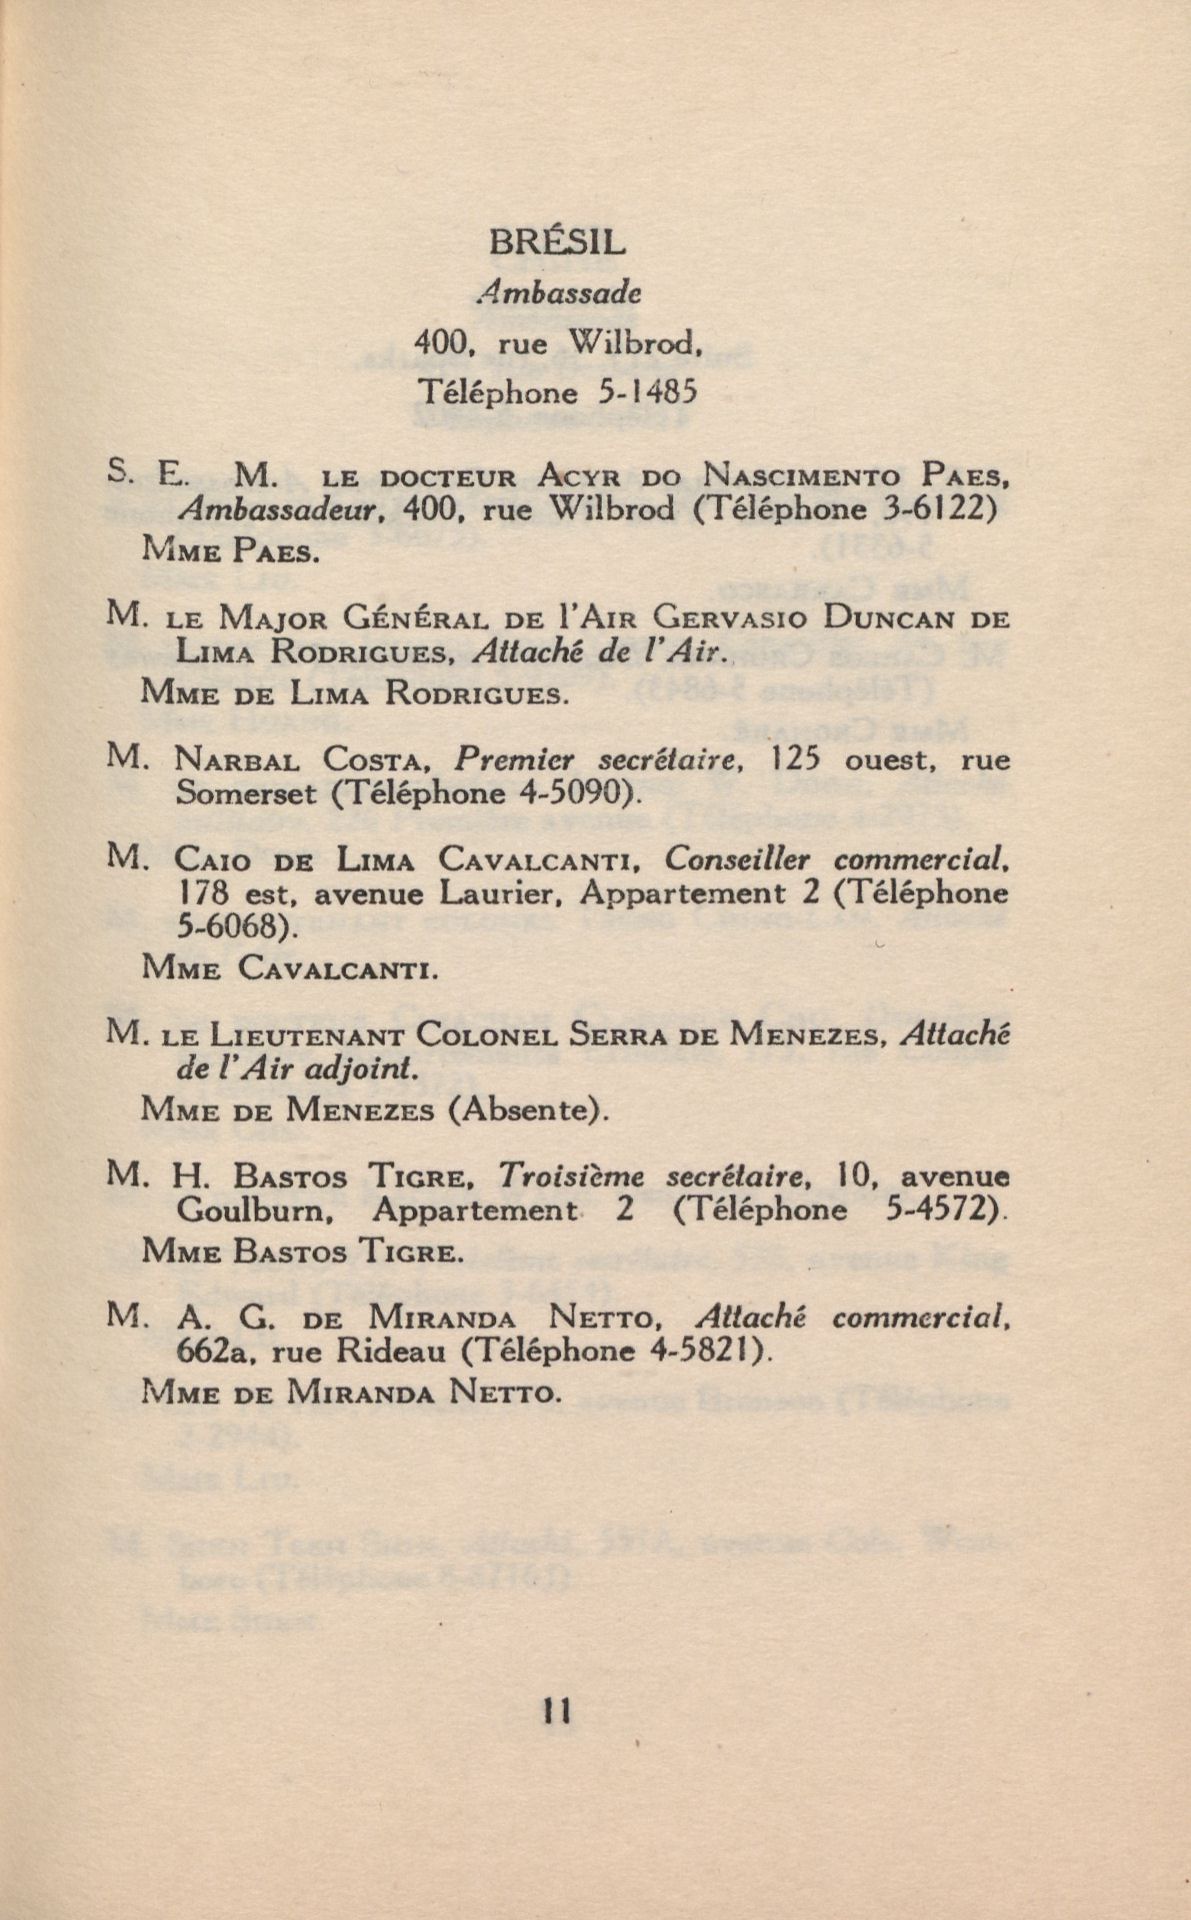 BRÉSIL
Ambassade
400, rue Wilbrod,
Téléphone 5-1485
S. E. M. LE DOCTEUR ACYR DO NASCIMENTO PAES,
Ambassadeur, 400, rue Wilbrod (Téléphone 3-6122)
MME PAES.
M. LE MAJOR GÉNÉRAL DE l'AIR GERVASIO DUNCAN DE
LIMA RODRIGUES, Attaché de l'Air.
MME DE LIMA RODRIGUES.
M. NARBAL COSTA, Premier secrétaire, 125 ouest, rue
Somerset (Téléphone 4-5090).
M. CAIO DE LIMA CAVALCANTI, Conseiller commercial,
178 est, avenue Laurier, Appartement 2 (Téléphone
5-6068).
MME CAVALCANTI.
M. LE LIEUTENANT COLONEL SERRA DE MENEZES, Attaché
de l'Air adjoint.
MME DE MENEZES (Absente).
M. H. BASTOS TIGRE, Troisième secrétaire, 10, avenue
Goulburn, Appartement 2 (Téléphone 5-4572).
MME BASTOS TIGRE.
M. A. G. DE MIRANDA NETTO, Attaché commercial,
662a, rue Rideau (Téléphone 4-5821).
MME DE MIRANDA NETTO.
11